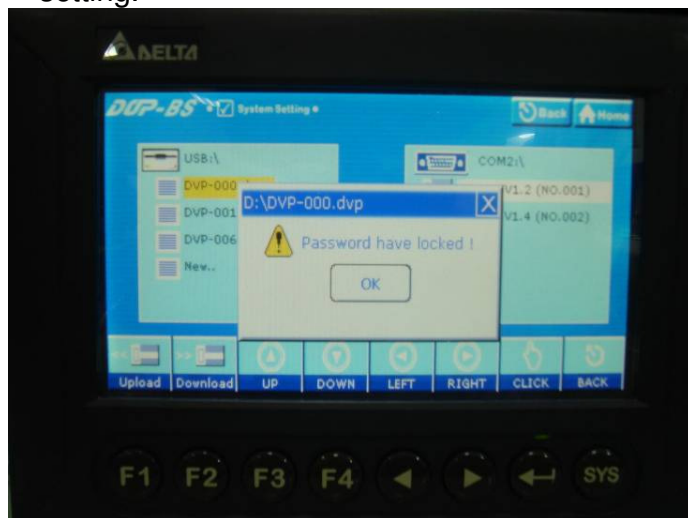 setting.
DELTA
DVP-BS System Setting Back Home
USB:\ COM2:\
DVP-000 V1.2 (NO.001)
DVP-001 V1.4 (NO.002)
DVP-006
New..
D:\DVP-000.dvp X
Password have locked !
OK
<< >>
Upload Download UP DOWN LEFT RIGHT CLICK BACK
F1 F2 F3 F4 SYS